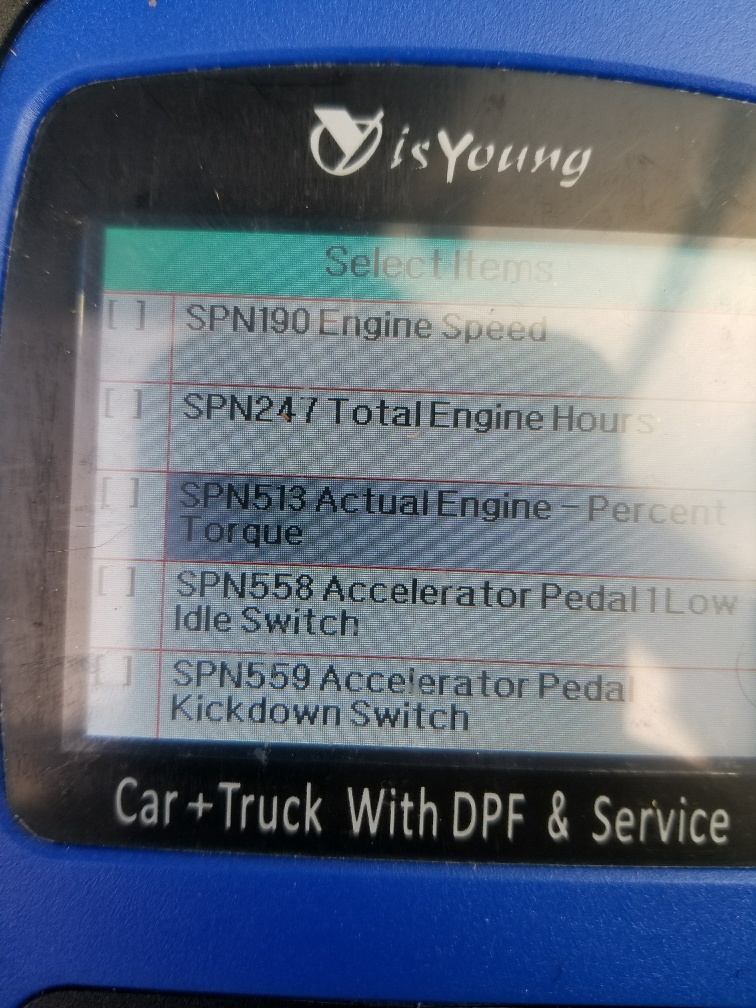 VisYoung
Select Items
[ ] SPN190 Engine Speed
[ ] SPN247 Total Engine Hours
[ ] SPN513 Actual Engine - Percent
Torque
[ ] SPN558 Accelerator Pedal 1 Low
Idle Switch
[ ] SPN559 Accelerator Pedal
Kickdown Switch
Car+Truck With DPF & Service